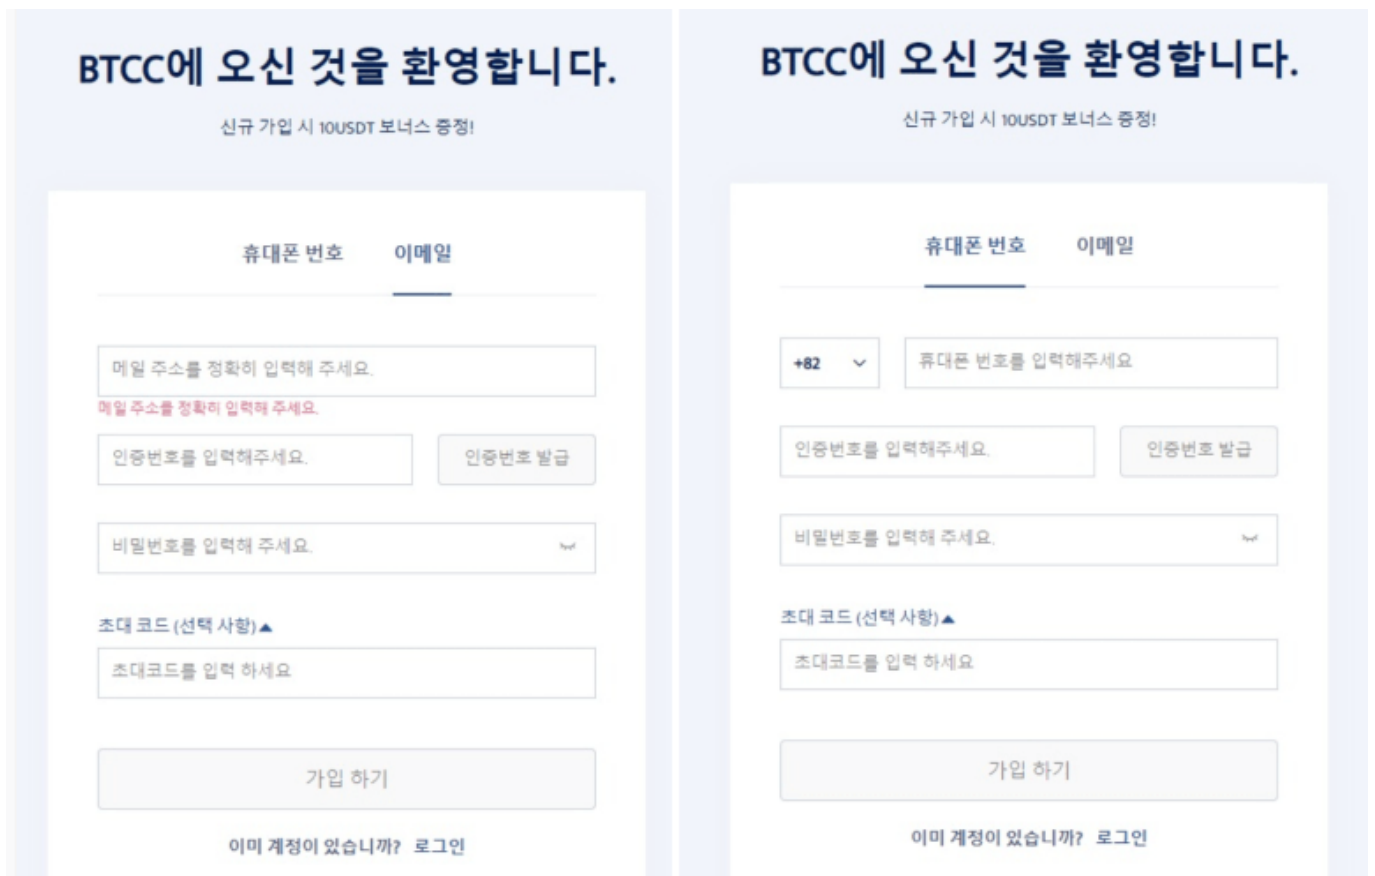 BTCC에 오신 것을 환영합니다.
신규 가입 시 10USDT 보너스 증정!
휴대폰 번호 이메일
메일 주소를 정확히 입력해 주세요.
메일 주소를 정확히 입력해 주세요.
인증번호를 입력해주세요. 인증번호 발급
비밀번호를 입력해 주세요.
초대 코드 (선택 사항)▲
초대코드를 입력 하세요
가입 하기
이미 계정이 있습니까? 로그인
BTCC에 오신 것을 환영합니다.
신규 가입 시 10USDT 보너스 증정!
휴대폰 번호 이메일
+82 휴대폰 번호를 입력해주세요
인증번호를 입력해주세요. 인증번호 발급
비밀번호를 입력해 주세요.
초대 코드 (선택 사항)▲
초대코드를 입력 하세요
가입 하기
이미 계정이 있습니까? 로그인